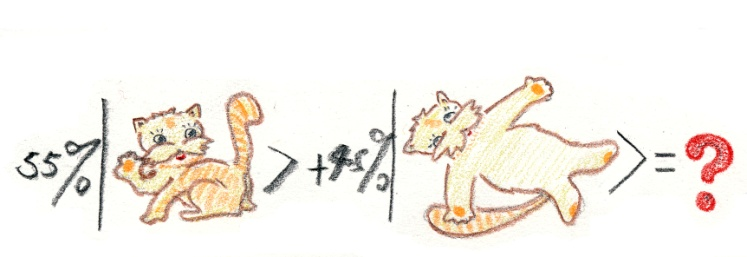 55% | > + 45% | > = ?